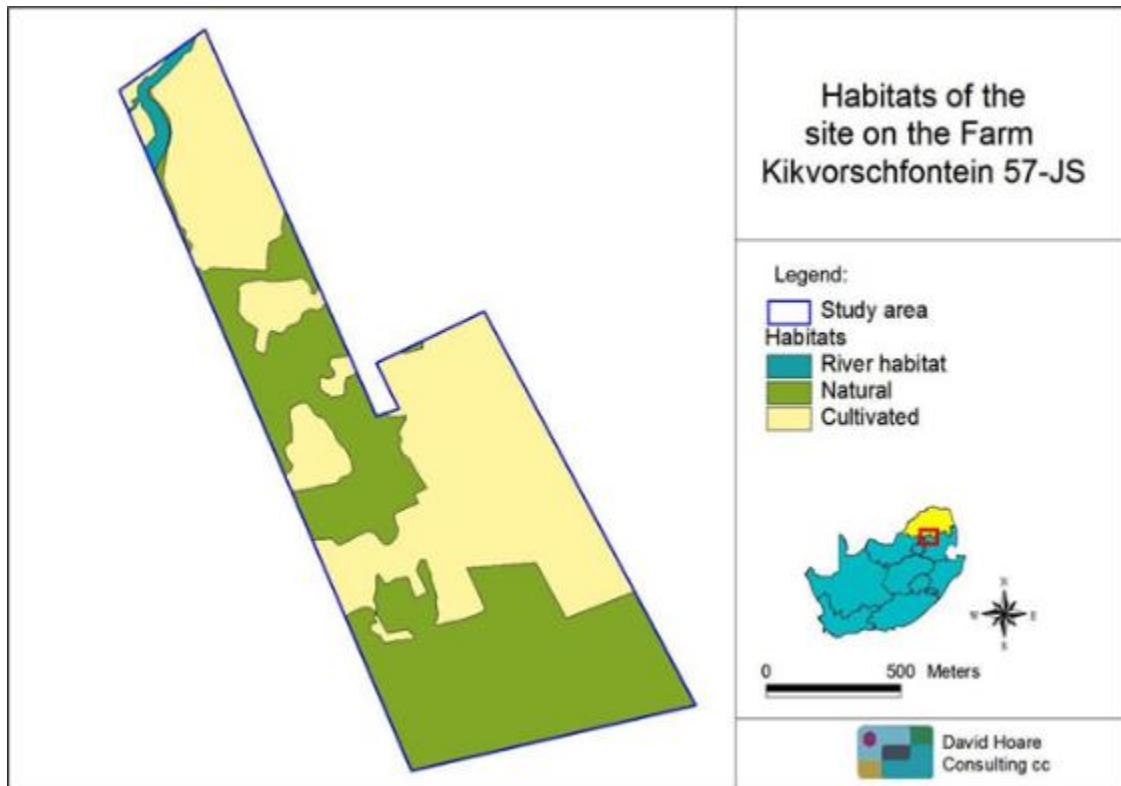 Habitats of the
site on the Farm
Kikvorschfontein 57-JS
Legend:
Study area
Habitats
River habitat
Natural
Cultivated
N
W E
S
0 500 Meters
David Hoare
Consulting cc